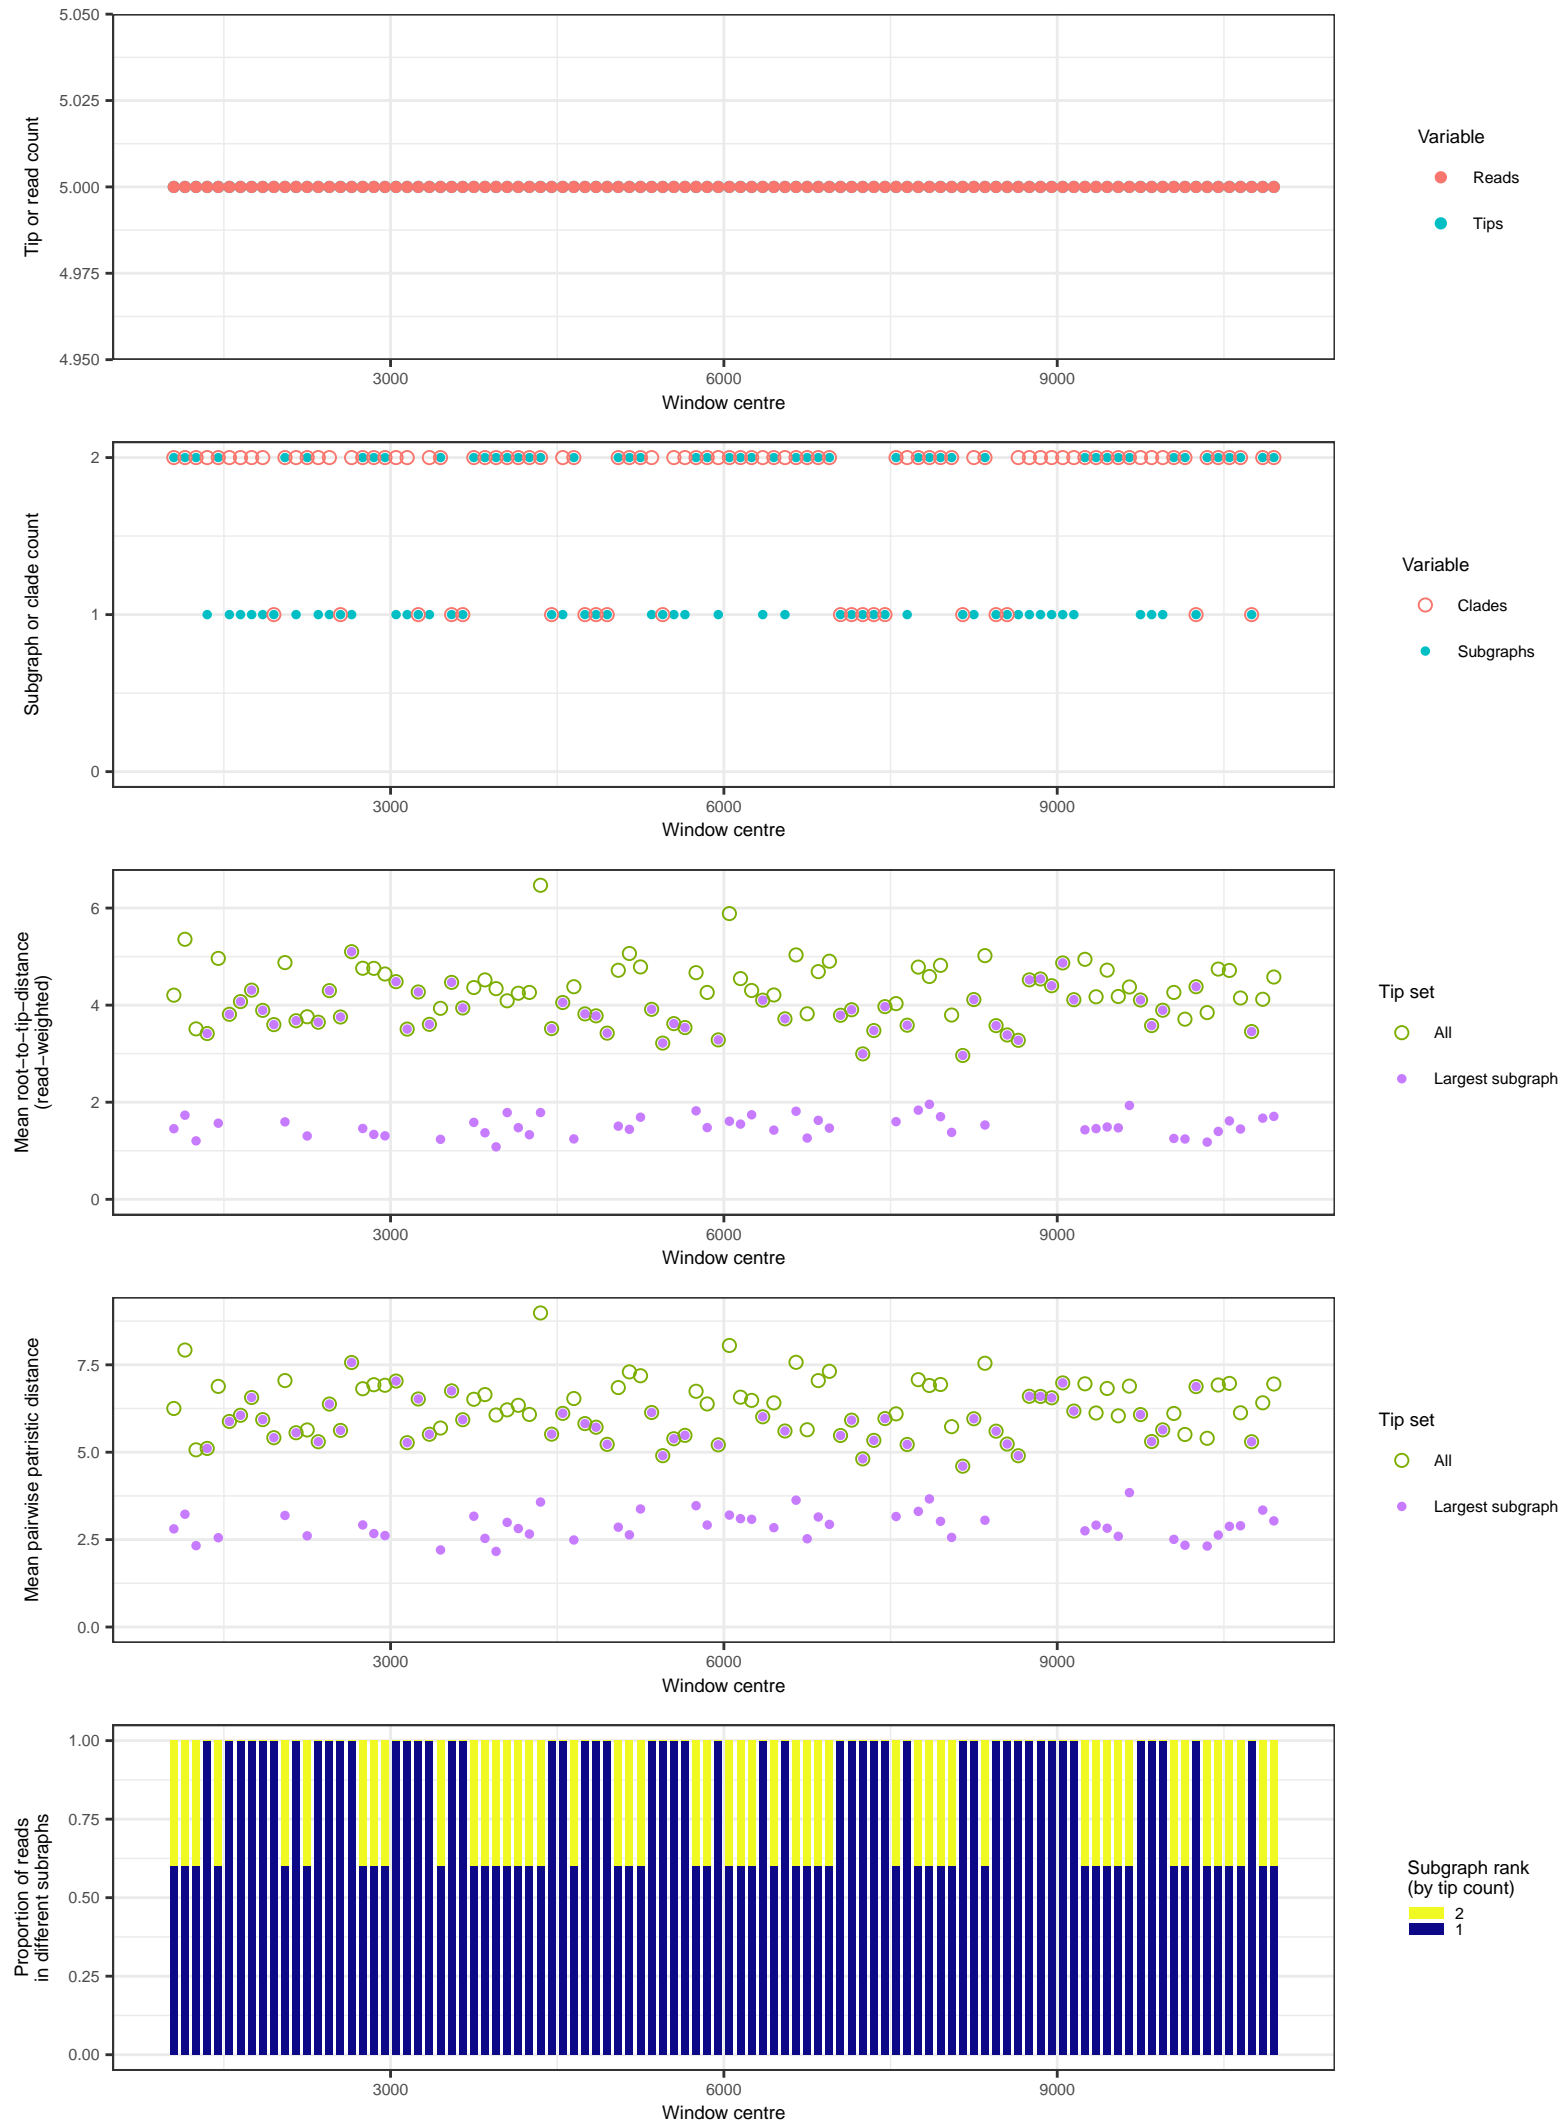 5.050
5.025
5.000
4.975
4.950
Tip or read count
3000
6000
9000
Window centre
Variable
Reads
Tips
2
1
0
Subgraph or clade count
3000
6000
9000
Window centre
Variable
Clades
Subgraphs
6
4
2
0
Mean root−to−tip−distance
(read−weighted)
3000
6000
9000
Window centre
Tip set
All
Largest subgraph
7.5
5.0
2.5
0.0
Mean pairwise patristic distance
3000
6000
9000
Window centre
Tip set
All
Largest subgraph
1.00
0.75
0.50
0.25
0.00
Proportion of reads
in different subraphs
3000
6000
9000
Window centre
Subgraph rank
(by tip count)
2
1